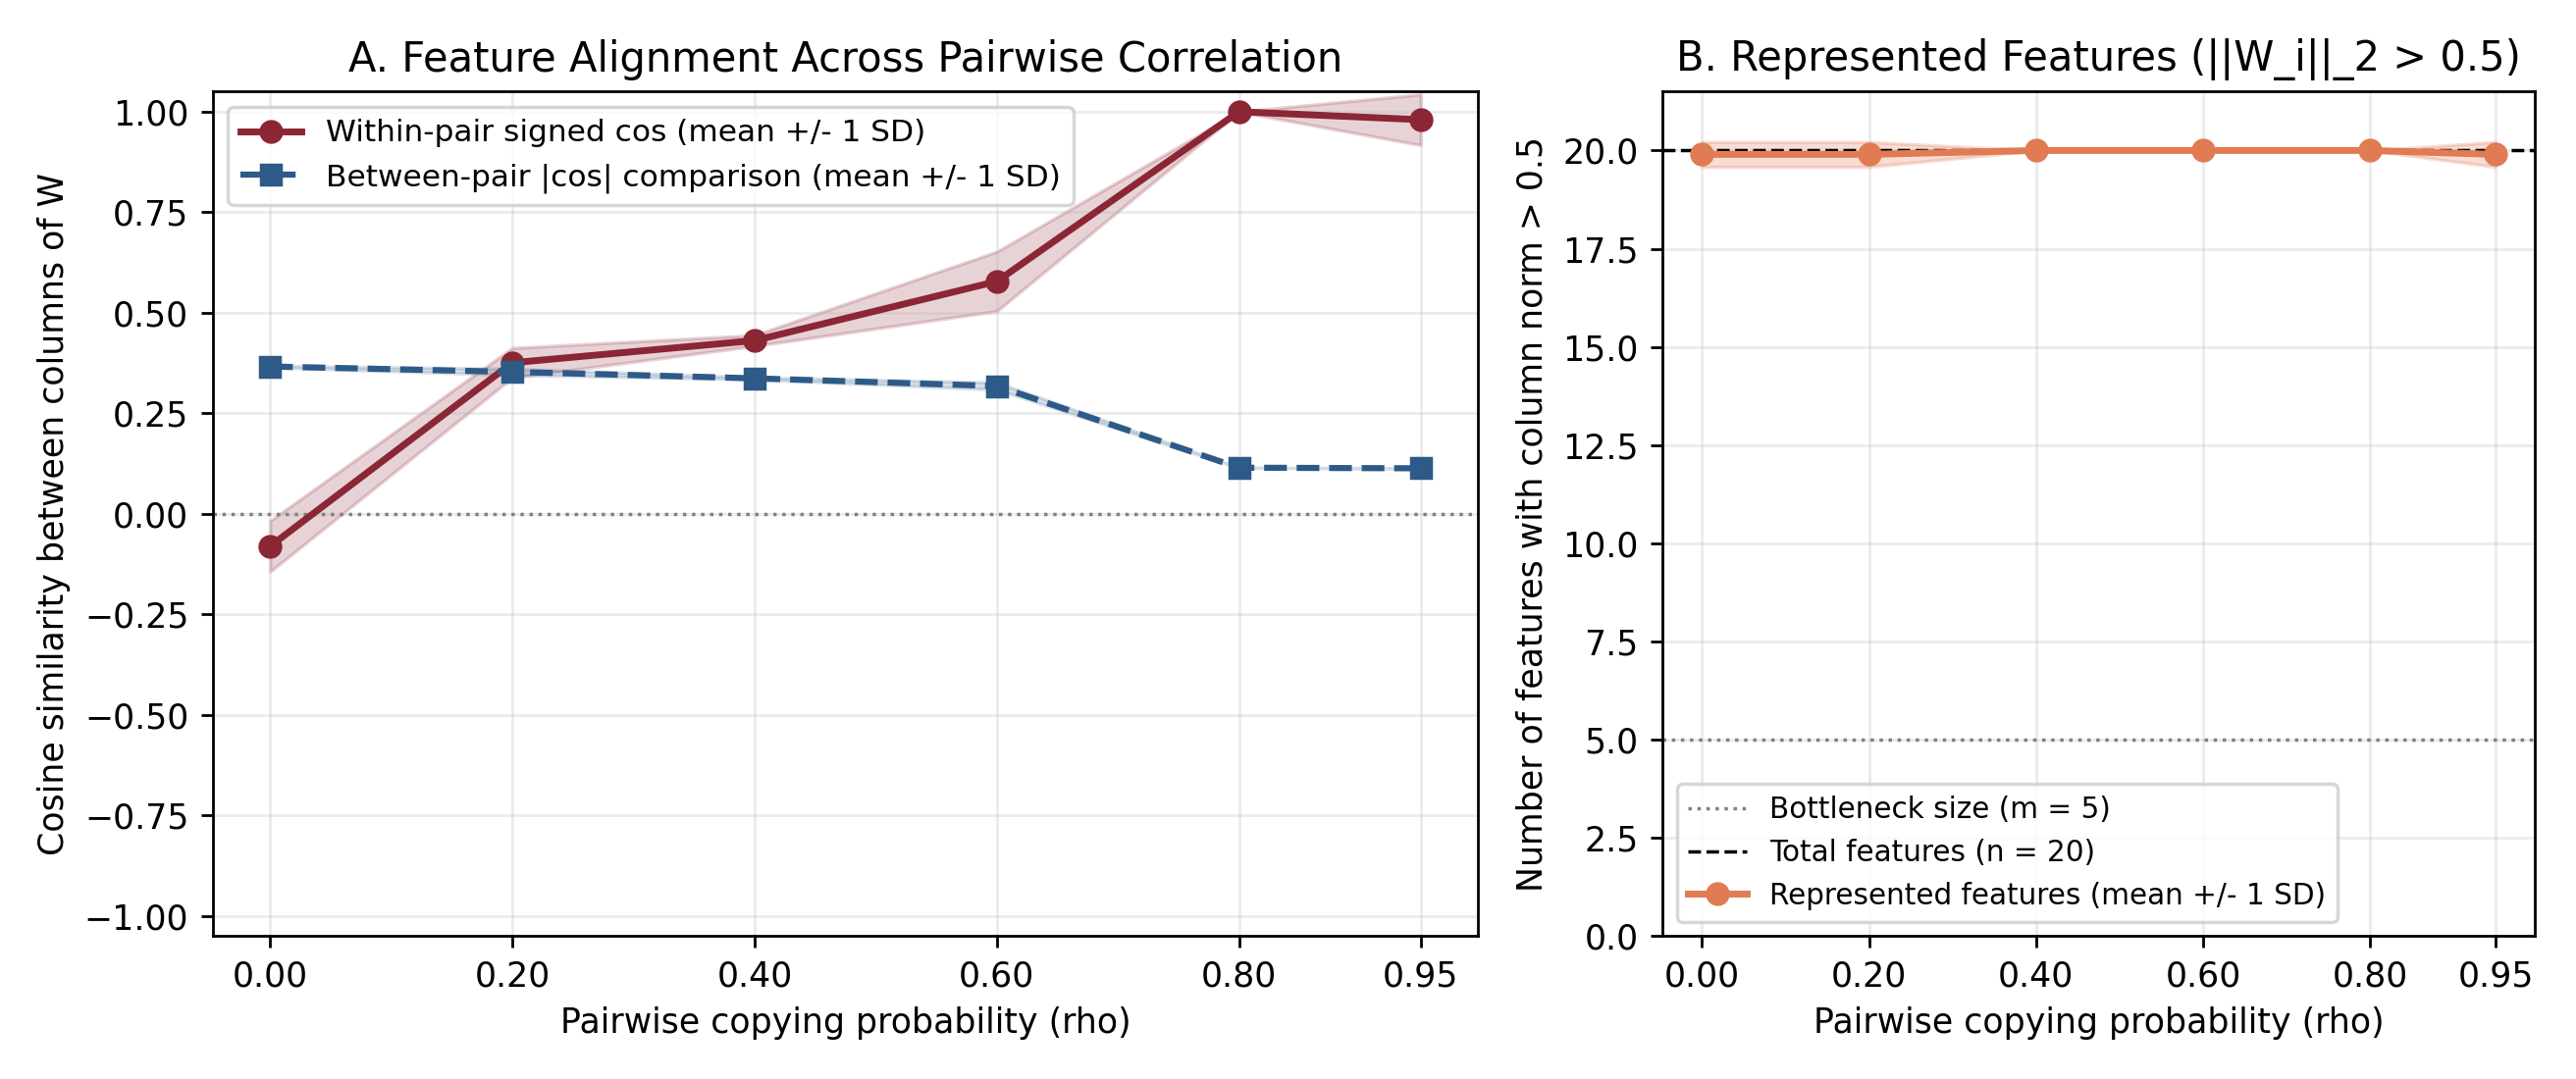 A. Feature Alignment Across Pairwise Correlation
Cosine similarity between columns of W
1.00
0.75
0.50
0.25
0.00
−0.25
−0.50
−0.75
−1.00
Within-pair signed cos (mean +/- 1 SD)
Between-pair |cos| comparison (mean +/- 1 SD)
0.00 0.20 0.40 0.60 0.80 0.95
Pairwise copying probability (rho)
B. Represented Features (||W_i||_2 > 0.5)
Number of features with column norm > 0.5
20.0
17.5
15.0
12.5
10.0
7.5
5.0
2.5
0.0
Bottleneck size (m = 5)
Total features (n = 20)
Represented features (mean +/- 1 SD)
0.00 0.20 0.40 0.60 0.80 0.95
Pairwise copying probability (rho)